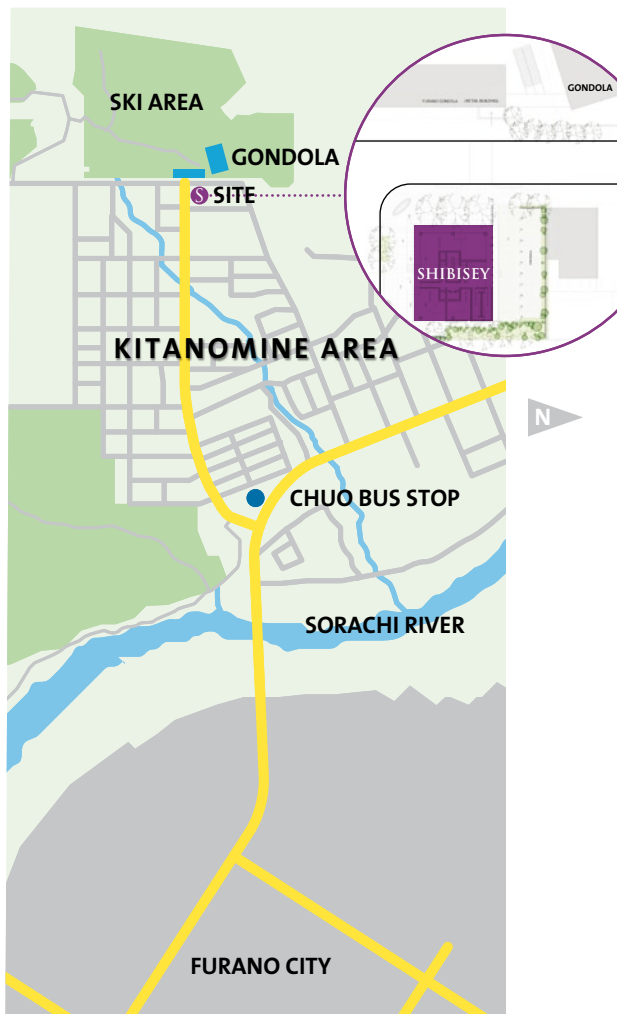 SKI AREA
GONDOLA
GONDOLA
S SITE
SHIBISEY
KITANOMINE AREA
N
CHUO BUS STOP
SORACHI RIVER
FURANO CITY